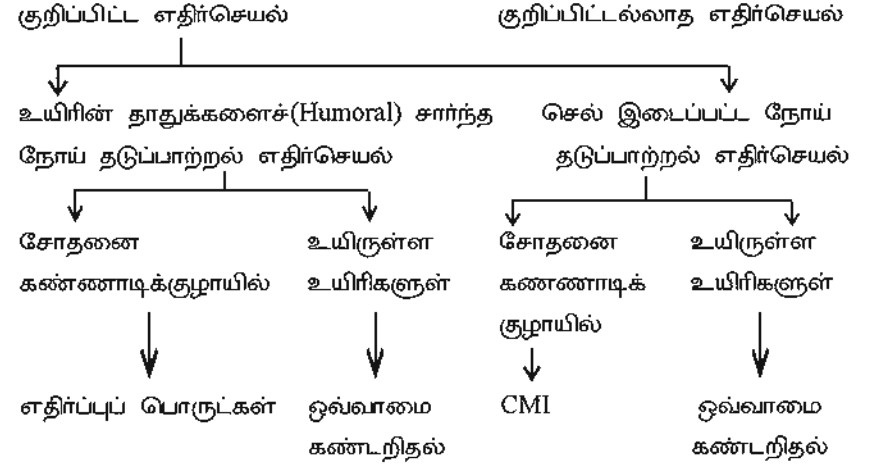 குறிப்பிட்ட எதிர்செயல் குறிப்பிட்டல்லாத எதிர்செயல்
உயிரின் தாதுக்களைச்(Humoral) சார்ந்த செல் இடைப்பட்ட நோய்
நோய் தடுப்பாற்றல் எதிர்செயல் தடுப்பாற்றல் எதிர்செயல்
சோதனை உயிருள்ள சோதனை உயிருள்ள
கண்ணாடிக்குழாயில் உயிரிகளுள் கணணாடிக் உயிரிகளுள்
குழாயில்
எதிர்ப்புப் பொருட்கள் ஒவ்வாமை CMI ஒவ்வாமை
கண்டறிதல் கண்டறிதல்